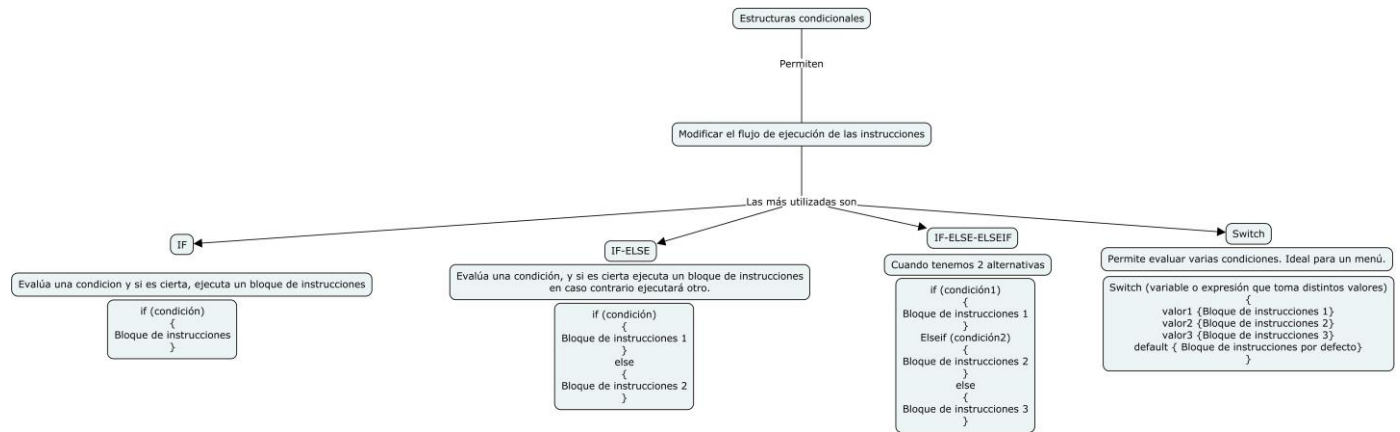 Estructuras condicionales
Permiten
Modificar el flujo de ejecución de las instrucciones
Las más utilizadas son
IF
Evalúa una condicion y si es cierta, ejecuta un bloque de instrucciones
if (condición)
{
Bloque de instrucciones
}
IF-ELSE
Evalúa una condición, y si es cierta ejecuta un bloque de instrucciones
en caso contrario ejecutará otro.
if (condición)
{
Bloque de instrucciones 1
}
else
{
Bloque de instrucciones 2
}
IF-ELSE-ELSEIF
Cuando tenemos 2 alternativas
if (condición1)
{
Bloque de instrucciones 1
}
Elseif (condición2)
{
Bloque de instrucciones 2
}
else
{
Bloque de instrucciones 3
}
Switch
Permite evaluar varias condiciones. Ideal para un menú.
Switch (variable o expresión que toma distintos valores)
{
valor1 {Bloque de instrucciones 1}
valor2 {Bloque de instrucciones 2}
valor3 {Bloque de instrucciones 3}
default { Bloque de instrucciones por defecto}
}